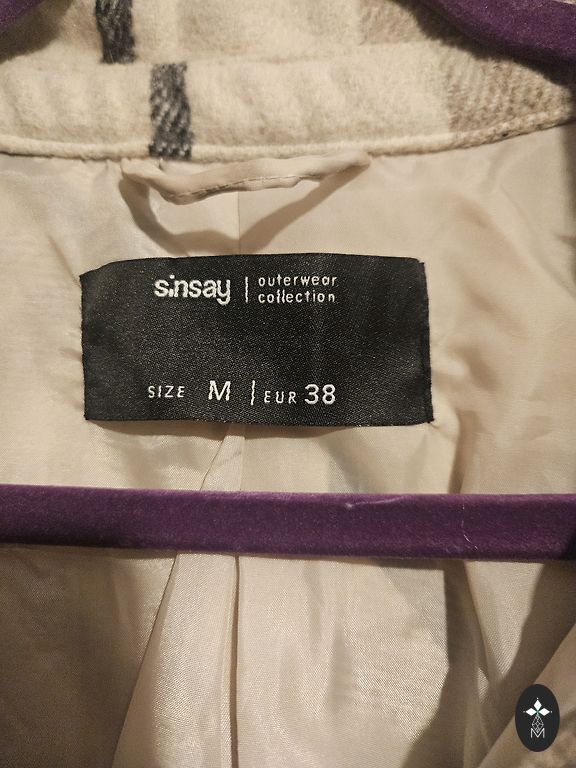 sinsay | outerwear
collection
SIZE M | EUR 38
M